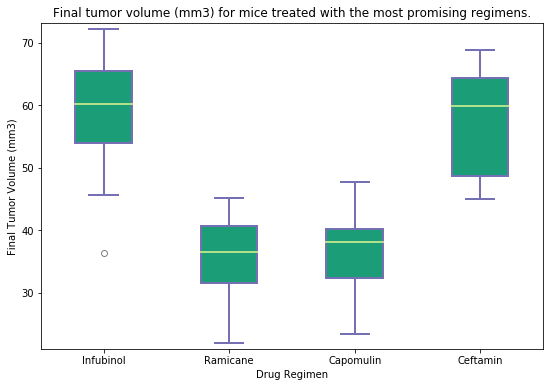 Final tumor volume (mm3) for mice treated with the most promising regimens.
Final Tumor Volume (mm3)
70
60
50
40
30
Infubinol
Ramicane
Capomulin
Ceftamin
Drug Regimen